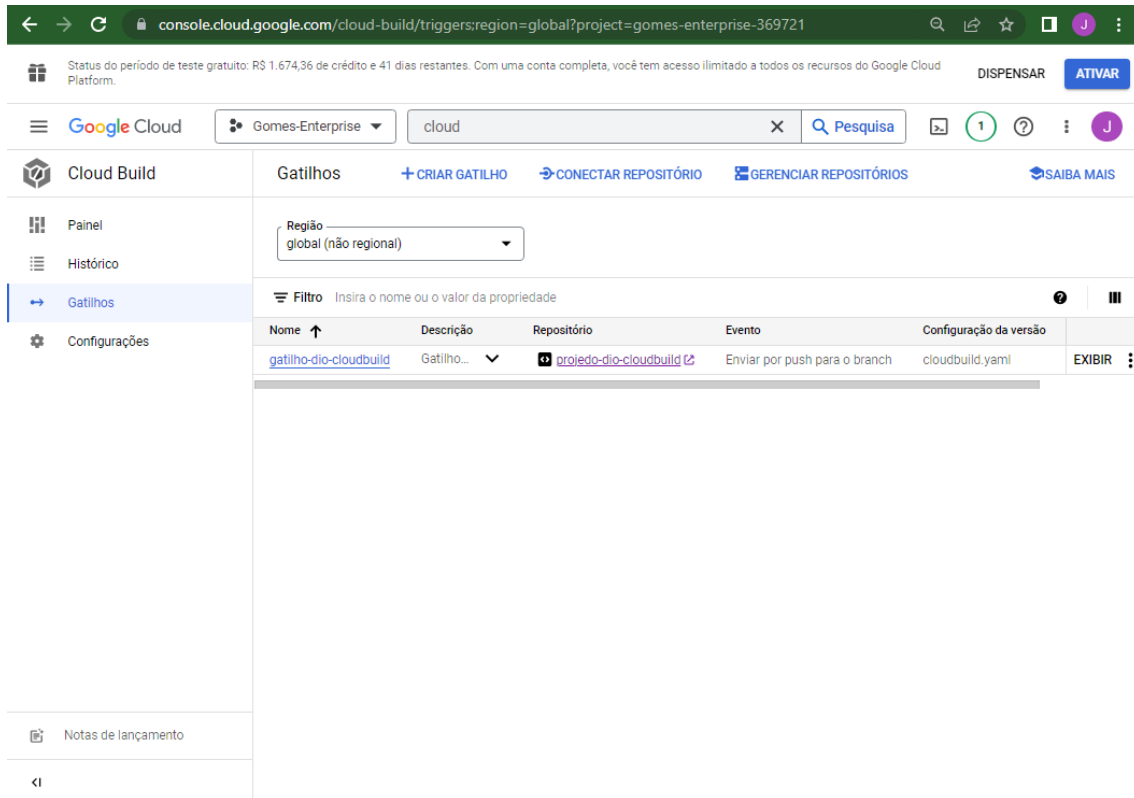 console.cloud.google.com/cloud-build/triggers;region=global?project=gomes-enterprise-369721
J
Status do período de teste gratuito: R$ 1.674,36 de crédito e 41 dias restantes. Com uma conta completa, você tem acesso ilimitado a todos os recursos do Google Cloud
Platform.
DISPENSAR
ATIVAR
Google Cloud
Gomes-Enterprise
cloud
Pesquisa
1
J
Cloud Build
Gatilhos
CRIAR GATILHO
CONECTAR REPOSITÓRIO
GERENCIAR REPOSITÓRIOS
SAIBA MAIS
Painel
Histórico
Gatilhos
Configurações
Região
global (não regional)
Filtro Insira o nome ou o valor da propriedade
Nome Descrição Repositório Evento Configuração da versão
gatilho-dio-cloudbuild Gatilho... projedo-dio-cloudbuild Enviar por push para o branch cloudbuild.yaml EXIBIR
Notas de lançamento